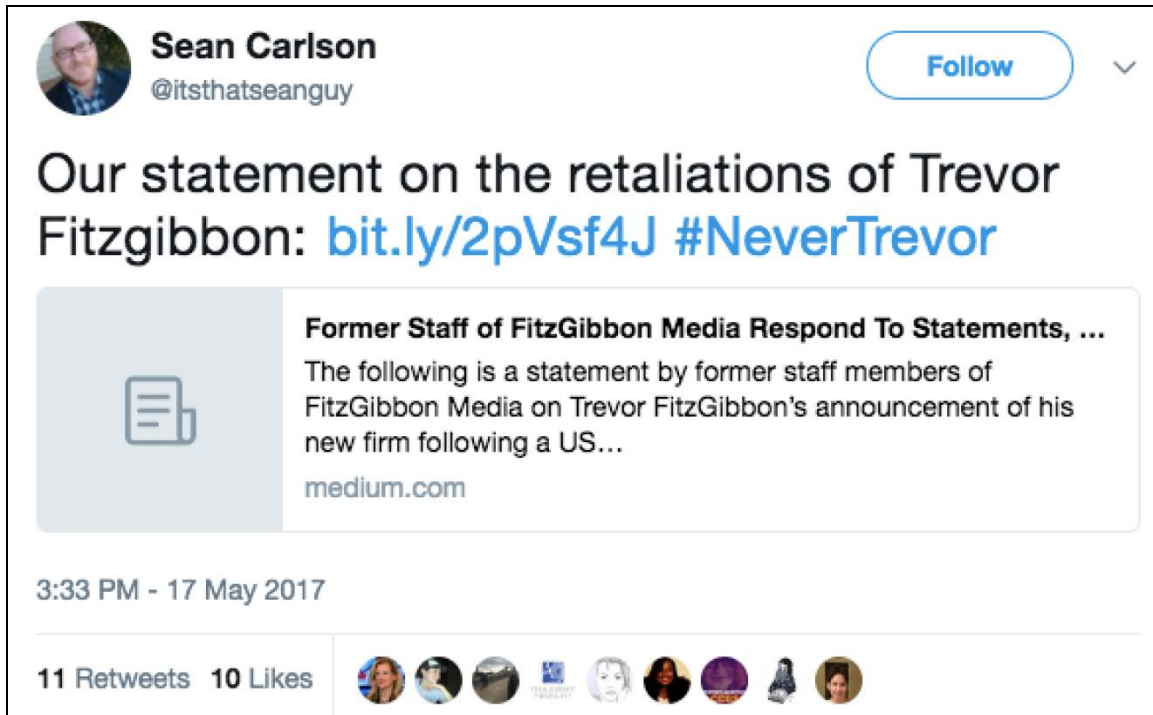 Sean Carlson
@itsthatseanguy
Follow
Our statement on the retaliations of Trevor
Fitzgibbon: bit.ly/2pVsf4J #NeverTrevor
Former Staff of FitzGibbon Media Respond To Statements, ...
The following is a statement by former staff members of
FitzGibbon Media on Trevor FitzGibbon's announcement of his
new firm following a US...
medium.com
3:33 PM - 17 May 2017
11 Retweets 10 Likes